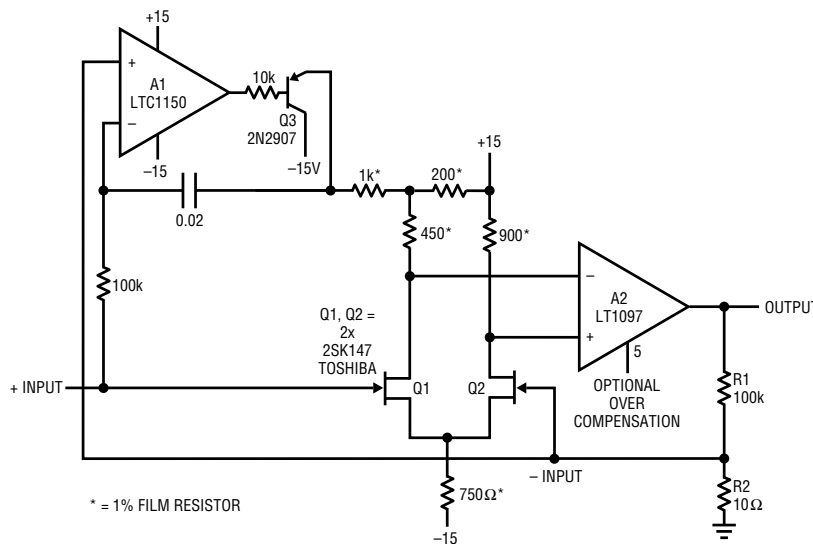 +15
+
A1
LTC1150
–
–15
10k
Q3
2N2907
–15V
+15
1k*
200*
0.02
450*
900*
100k
–
A2
LT1097
+
OUTPUT
5
OPTIONAL
OVER
COMPENSATION
Q1, Q2 =
2x
2SK147
TOSHIBA
R1
100k
+ INPUT
Q1
Q2
– INPUT
750Ω*
R2
10Ω
* = 1% FILM RESISTOR
–15